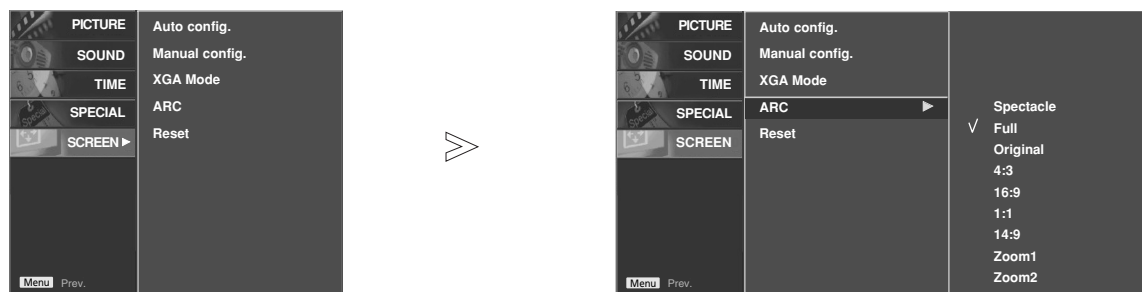 PICTURE
SOUND
TIME
SPECIAL
SCREEN
Auto config.
Manual config.
XGA Mode
ARC
Reset
Menu Prev.
PICTURE
SOUND
TIME
SPECIAL
SCREEN
Auto config.
Manual config.
XGA Mode
ARC
Reset
Spectacle
√ Full
Original
4:3
16:9
1:1
14:9
Zoom1
Zoom2
Menu Prev.